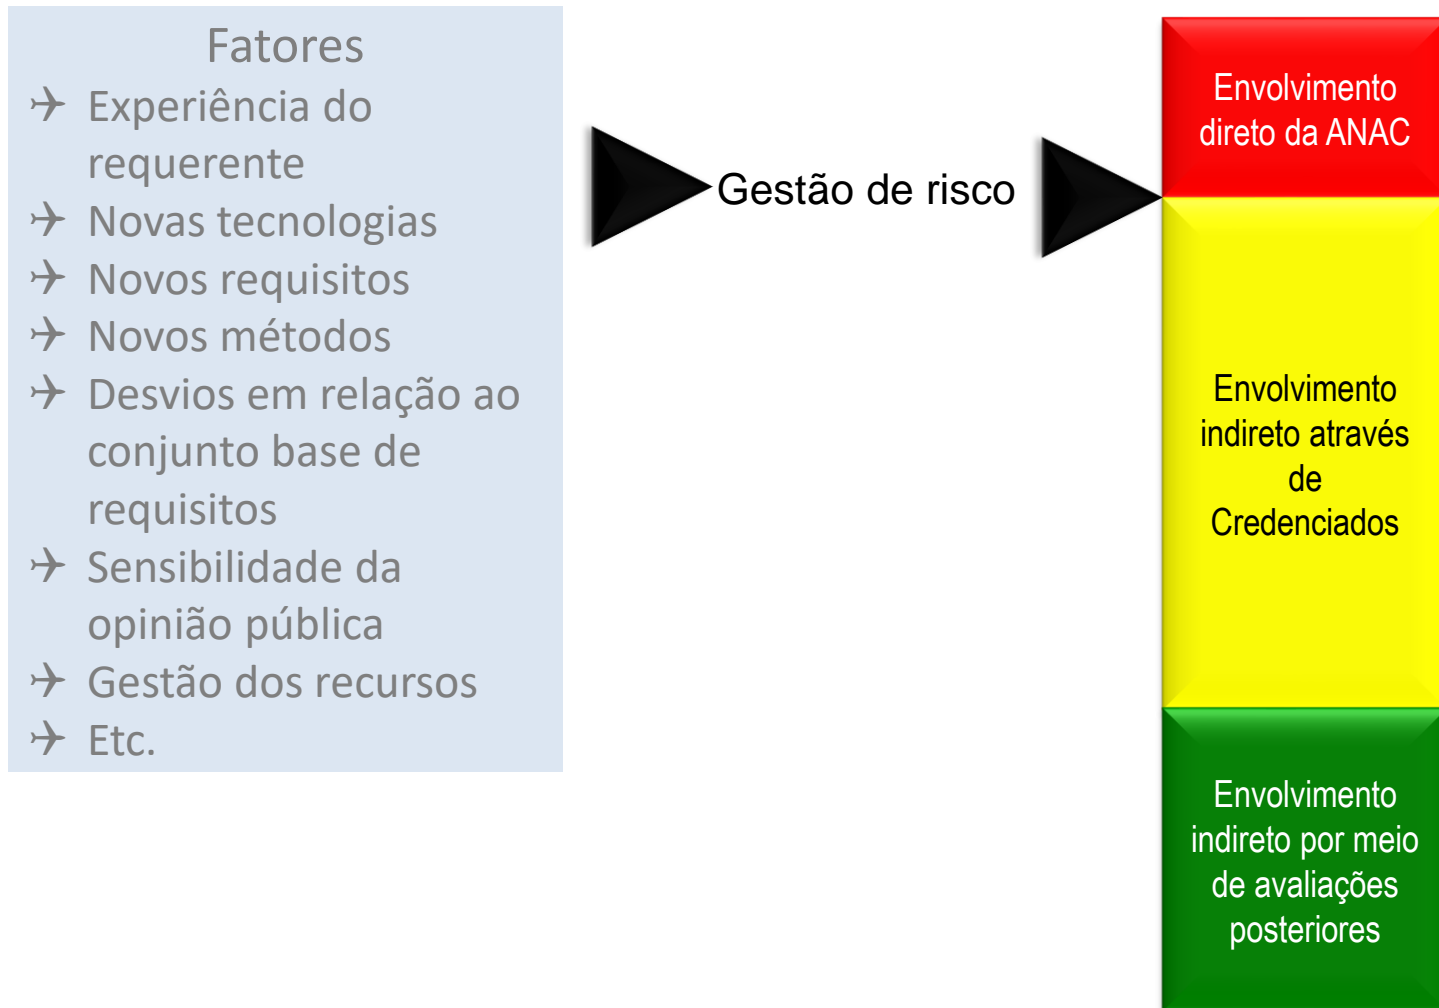 Fatores
Experiência do
requerente
Novas tecnologias
Novos requisitos
Novos métodos
Desvios em relação ao
conjunto base de
requisitos
Sensibilidade da
opinião pública
Gestão dos recursos
Etc.
Gestão de risco
Envolvimento
direto da ANAC
Envolvimento
indireto através
de
Credenciados
Envolvimento
indireto por meio
de avaliações
posteriores